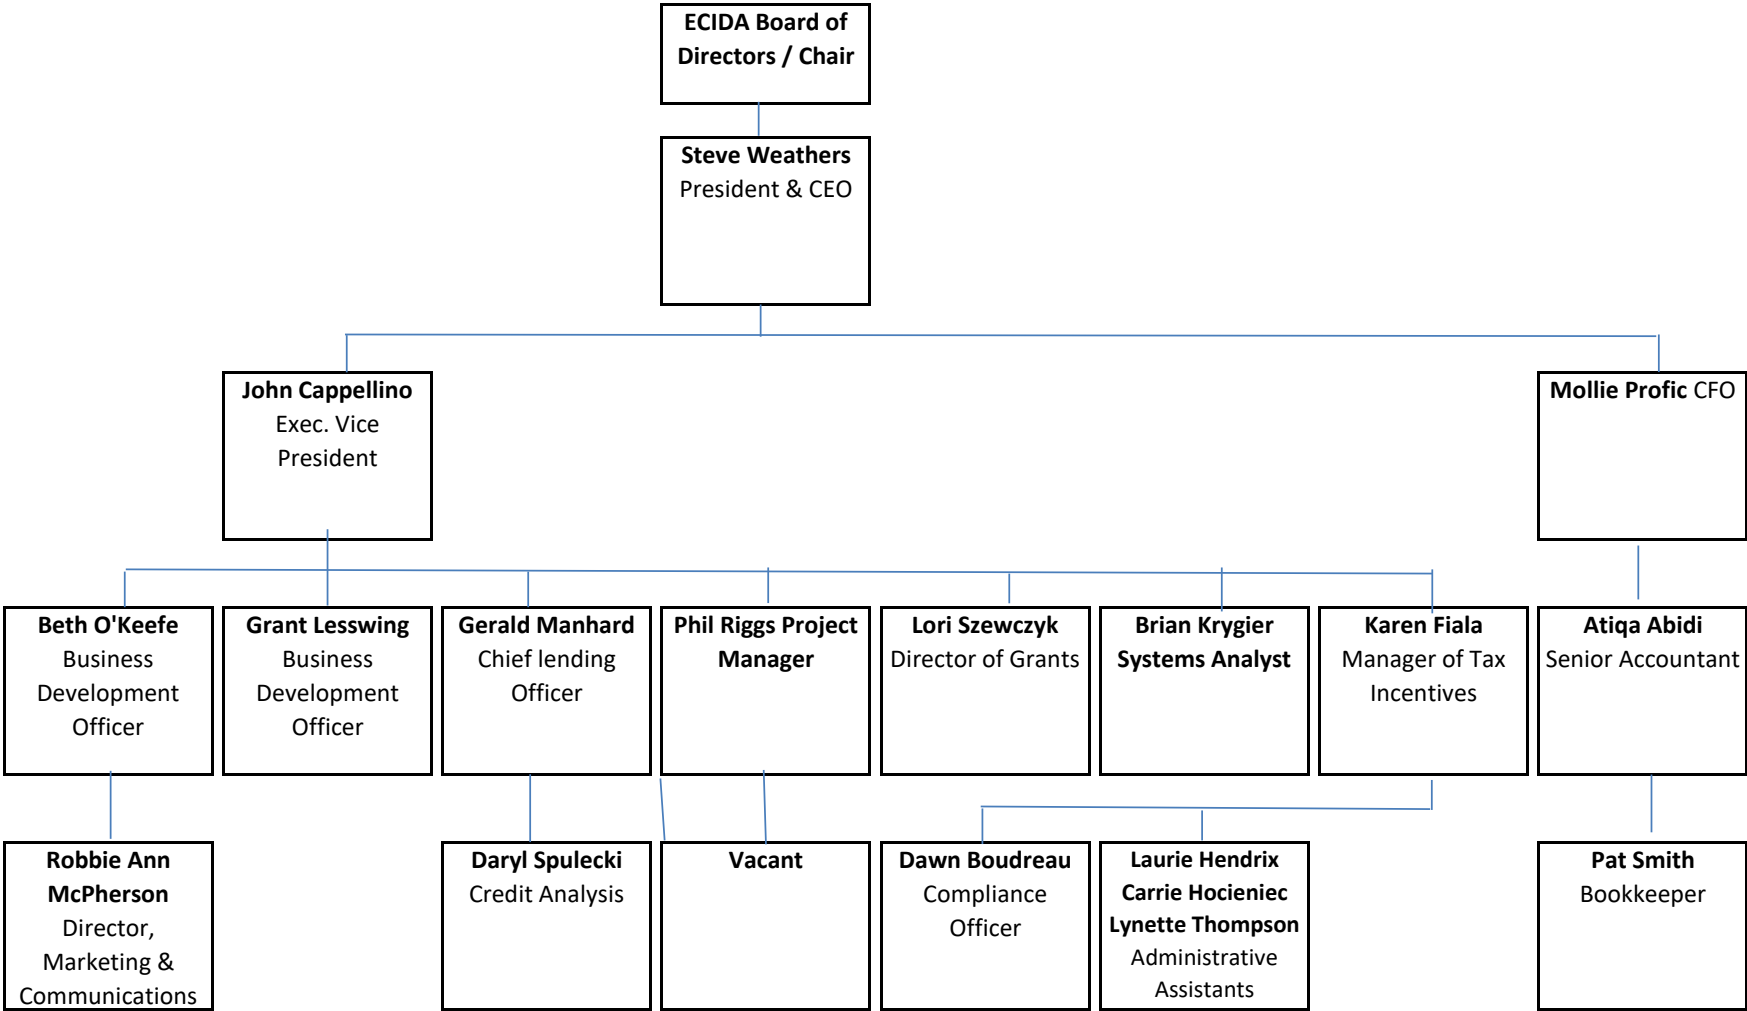 ECIDA Board of
Directors / Chair
Steve Weathers
President & CEO
John Cappellino
Exec. Vice
President
Mollie Profic CFO
Beth O'Keefe
Business
Development
Officer
Grant Lesswing
Business
Development
Officer
Gerald Manhard
Chief lending
Officer
Phil Riggs Project
Manager
Lori Szewczyk
Director of Grants
Brian Krygier
Systems Analyst
Karen Fiala
Manager of Tax
Incentives
Atiqa Abidi
Senior Accountant
Robbie Ann
McPherson
Director,
Marketing &
Communications
Daryl Spulecki
Credit Analysis
Vacant
Dawn Boudreau
Compliance
Officer
Laurie Hendrix
Carrie Hocieniec
Lynette Thompson
Administrative
Assistants
Pat Smith
Bookkeeper